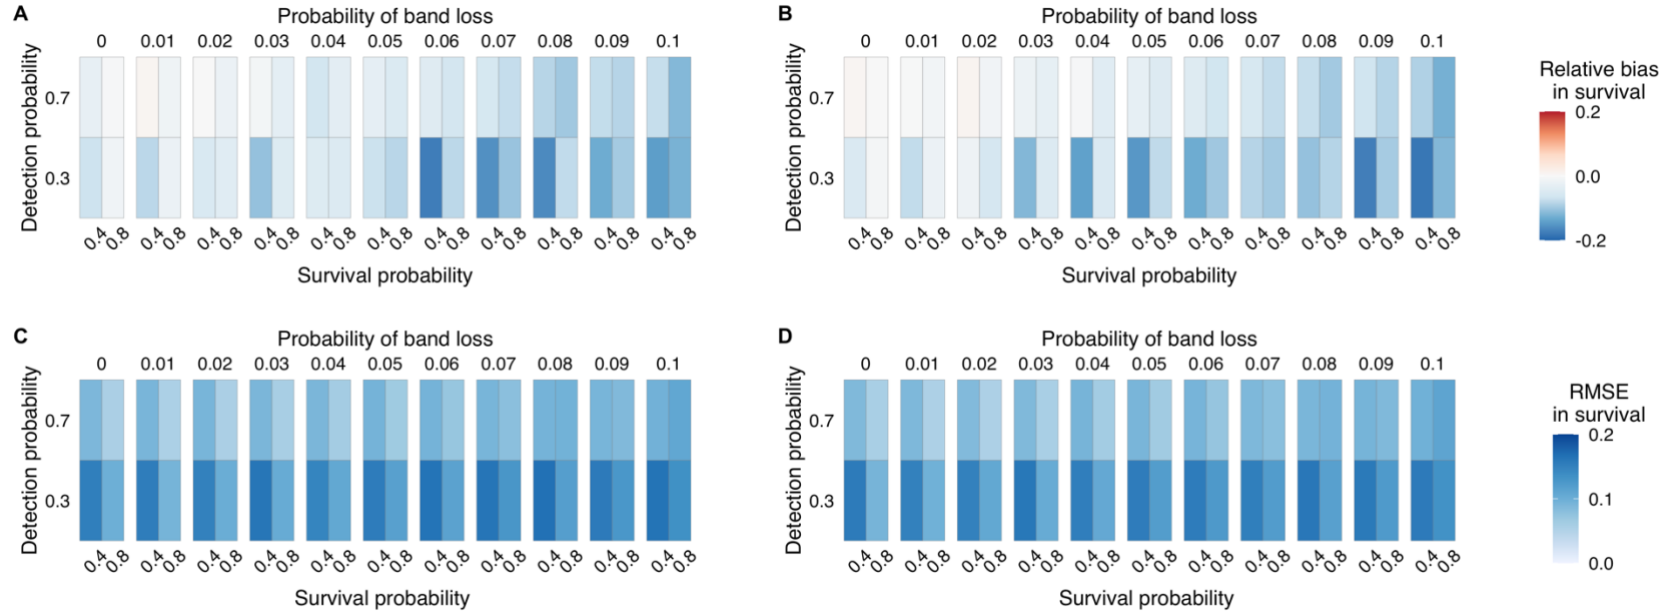 A
Probability of band loss
0 0.01 0.02 0.03 0.04 0.05 0.06 0.07 0.08 0.09 0.1
Detection probability
0.7
0.3
0.4 0.8 0.4 0.8 0.4 0.8 0.4 0.8 0.4 0.8 0.4 0.8 0.4 0.8 0.4 0.8 0.4 0.8 0.4 0.8 0.4 0.8
Survival probability
B
Probability of band loss
0 0.01 0.02 0.03 0.04 0.05 0.06 0.07 0.08 0.09 0.1
Detection probability
0.7
0.3
0.4 0.8 0.4 0.8 0.4 0.8 0.4 0.8 0.4 0.8 0.4 0.8 0.4 0.8 0.4 0.8 0.4 0.8 0.4 0.8 0.4 0.8
Survival probability
Relative bias
in survival
0.2
0.0
-0.2
C
Probability of band loss
0 0.01 0.02 0.03 0.04 0.05 0.06 0.07 0.08 0.09 0.1
Detection probability
0.7
0.3
0.4 0.8 0.4 0.8 0.4 0.8 0.4 0.8 0.4 0.8 0.4 0.8 0.4 0.8 0.4 0.8 0.4 0.8 0.4 0.8 0.4 0.8
Survival probability
D
Probability of band loss
0 0.01 0.02 0.03 0.04 0.05 0.06 0.07 0.08 0.09 0.1
Detection probability
0.7
0.3
0.4 0.8 0.4 0.8 0.4 0.8 0.4 0.8 0.4 0.8 0.4 0.8 0.4 0.8 0.4 0.8 0.4 0.8 0.4 0.8 0.4 0.8
Survival probability
RMSE
in survival
0.2
0.1
0.0